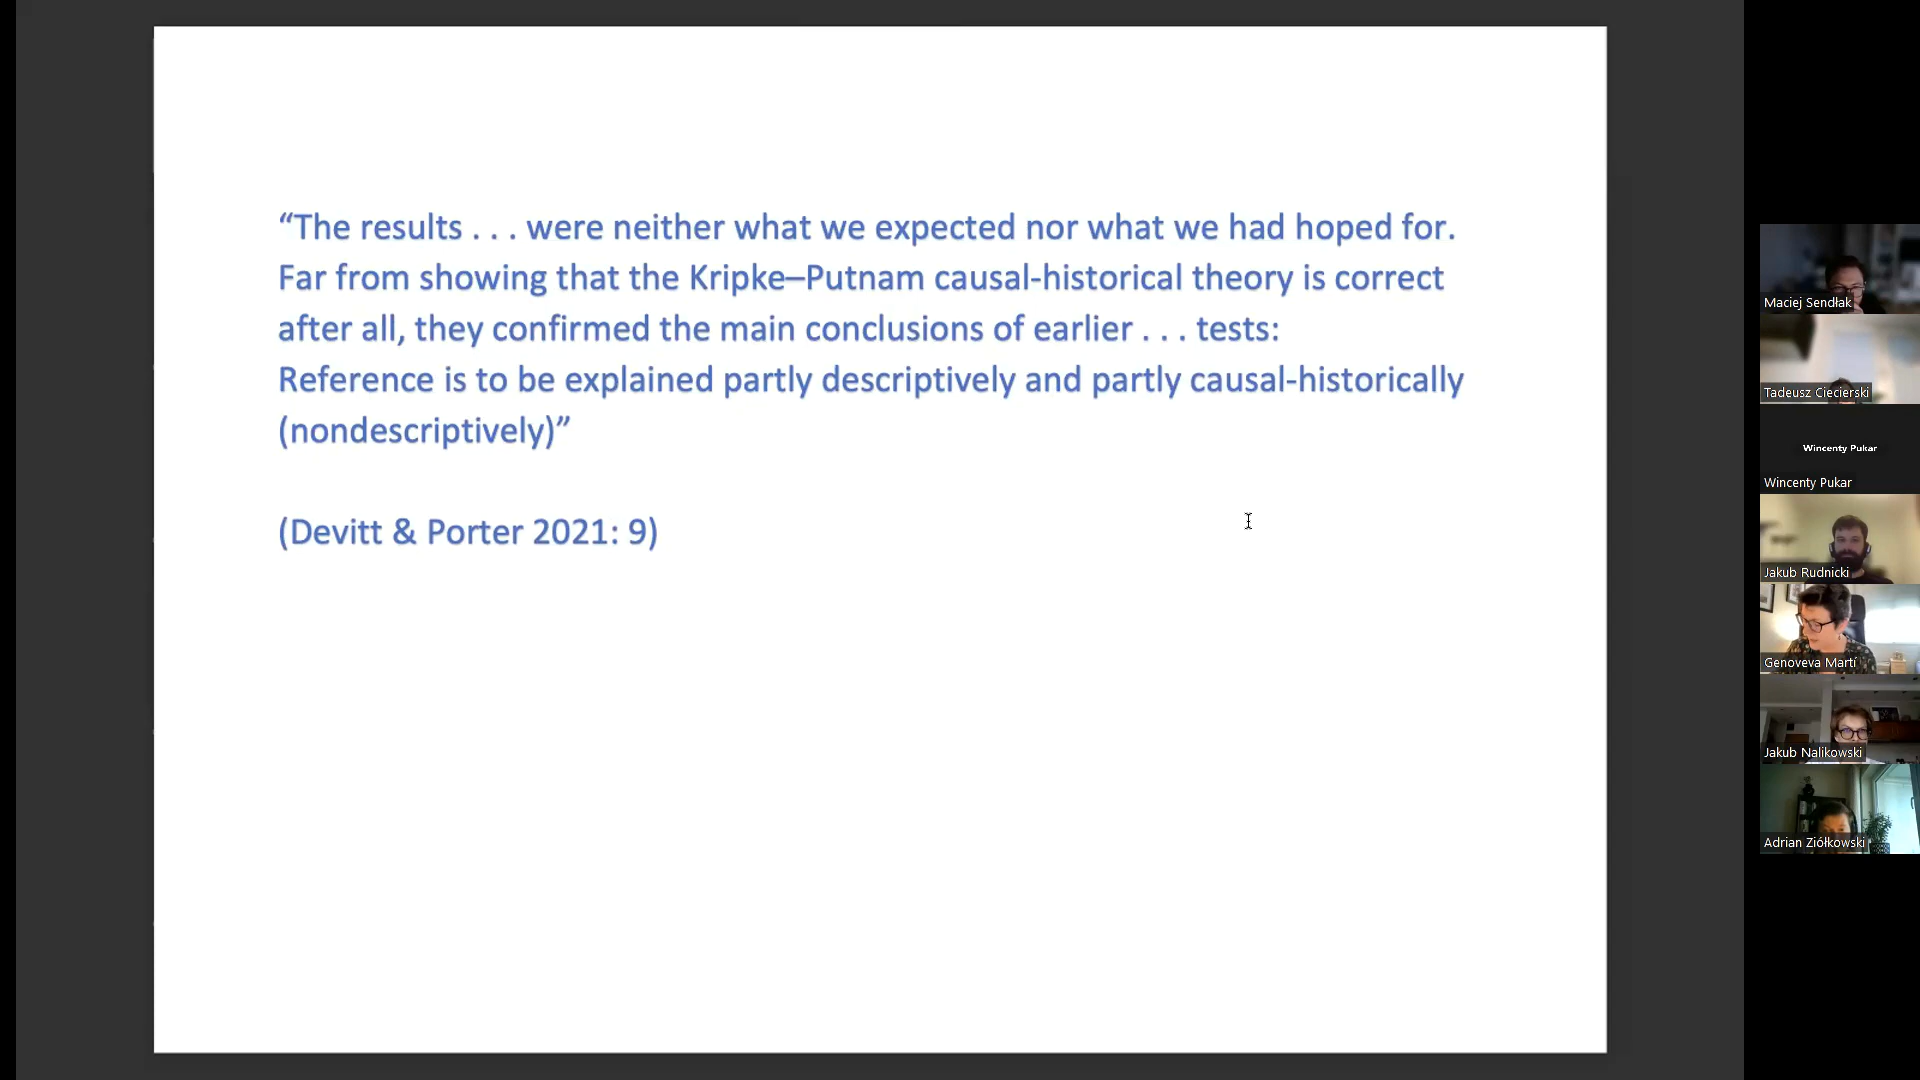 “The results . . . were neither what we expected nor what we had hoped for.
Far from showing that the Kripke–Putnam causal-historical theory is correct
after all, they confirmed the main conclusions of earlier . . . tests:
Reference is to be explained partly descriptively and partly causal-historically
(nondescriptively)”
(Devitt & Porter 2021: 9)
Maciej Sendłak
Tadeusz Ciecierski
Wincenty Pukar
Wincenty Pukar
Jakub Rudnicki
Genoveva Martí
Jakub Nalikowski
Adrian Ziółkowski